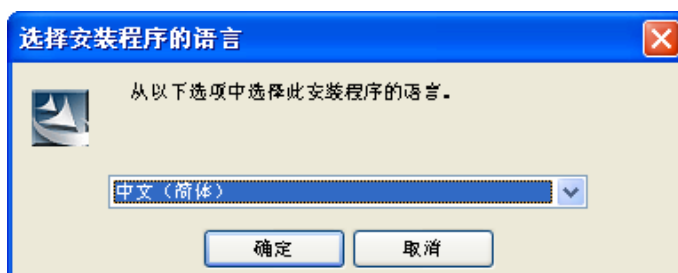 选择安装程序的语言
从以下选项中选择此安装程序的语言。
中文（简体）
确定
取消